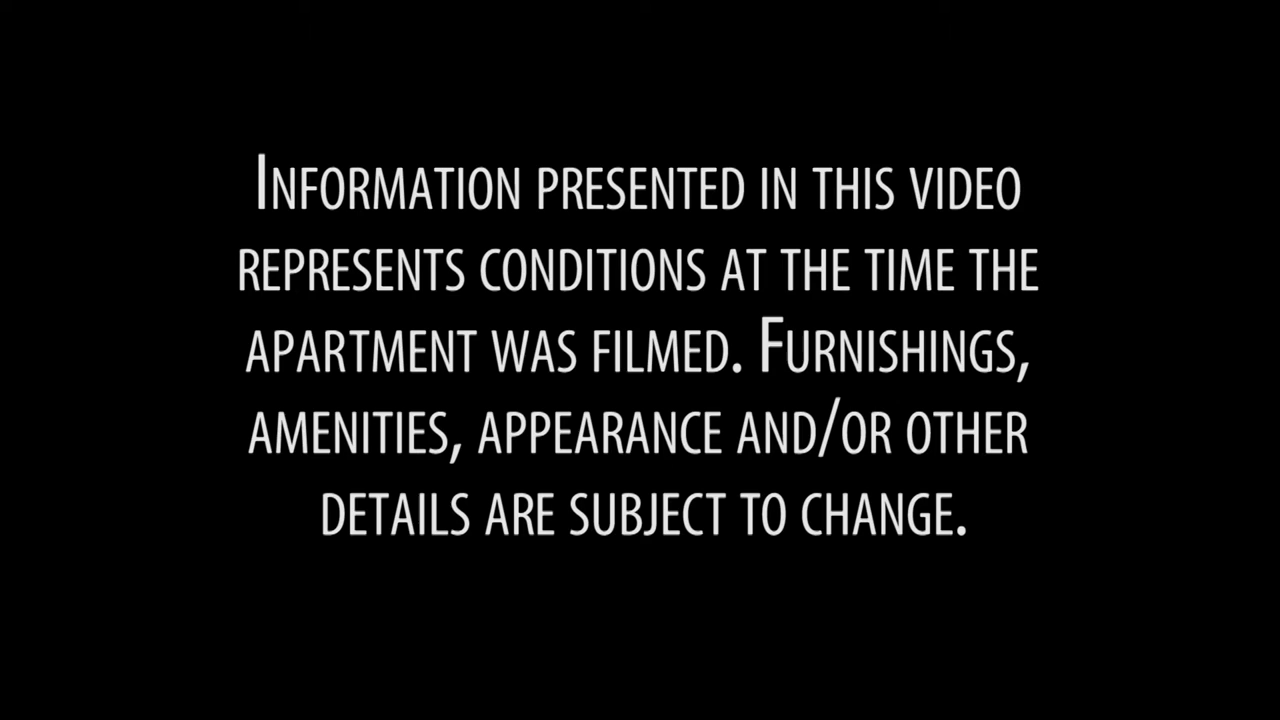 Information presented in this video
represents conditions at the time the
apartment was filmed. Furnishings,
amenities, appearance and/or other
details are subject to change.